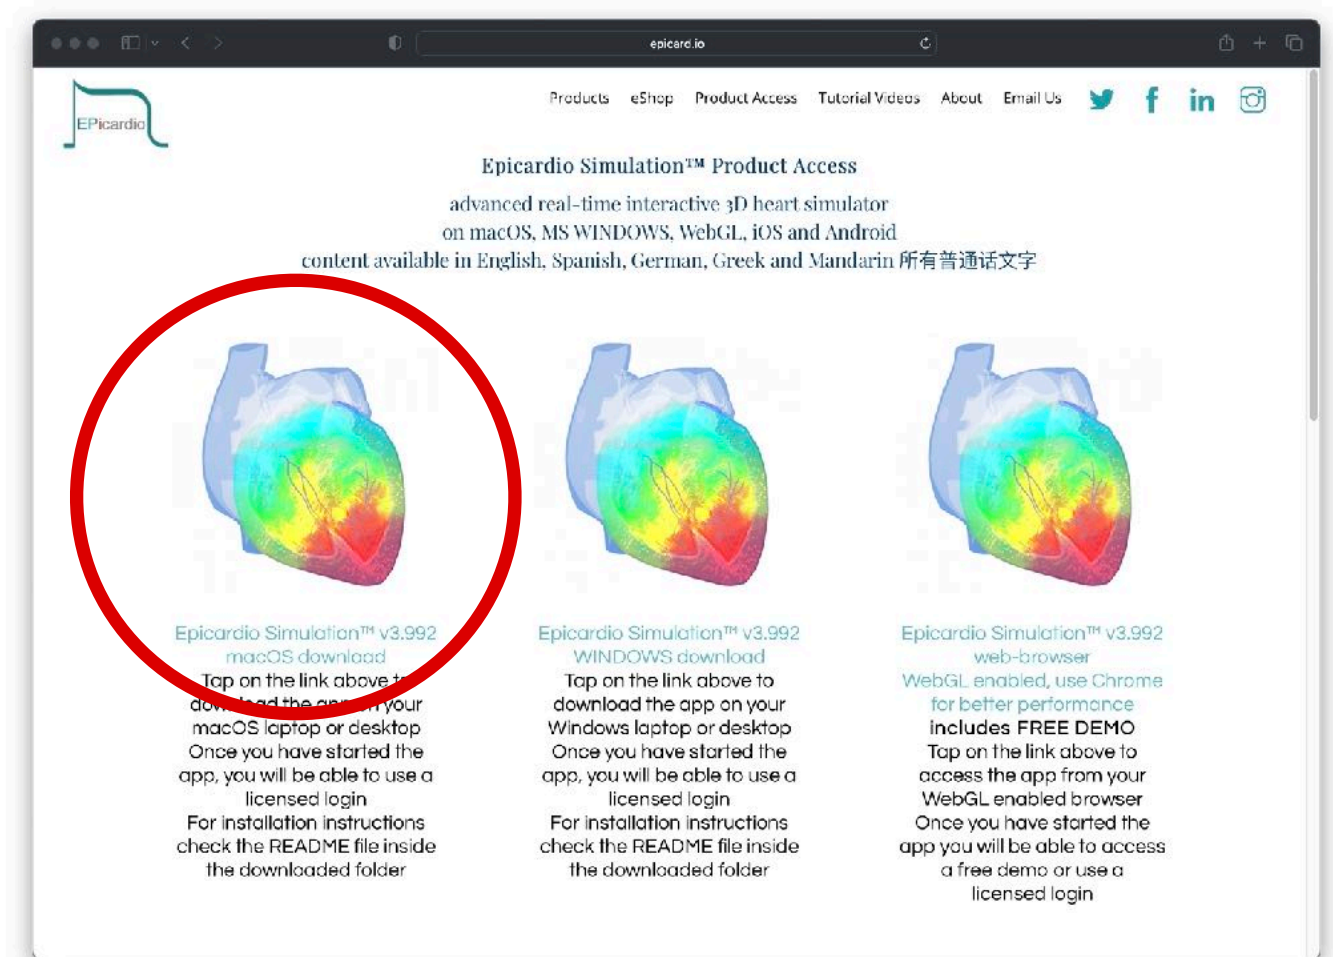 epicard.io
EPicardio
Products eShop Product Access Tutorial Videos About Email Us
Epicardio Simulation™ Product Access
advanced real-time interactive 3D heart simulator
on macOS, MS WINDOWS, WebGL, iOS and Android
content available in English, Spanish, German, Greek and Mandarin 所有普通话文字
Epicardio Simulation™ v3.992
macOS download
Tap on the link above to
download the app on your
macOS laptop or desktop
Once you have started the
app, you will be able to use a
licensed login
For installation instructions
check the README file inside
the downloaded folder
Epicardio Simulation™ v3.992
WINDOWS download
Tap on the link above to
download the app on your
Windows laptop or desktop
Once you have started the
app, you will be able to use a
licensed login
For installation instructions
check the README file inside
the downloaded folder
Epicardio Simulation™ v3.992
web-browser
WebGL enabled, use Chrome
for better performance
includes FREE DEMO
Tap on the link above to
access the app from your
WebGL enabled browser
Once you have started the
app you will be able to access
a free demo or use a
licensed login